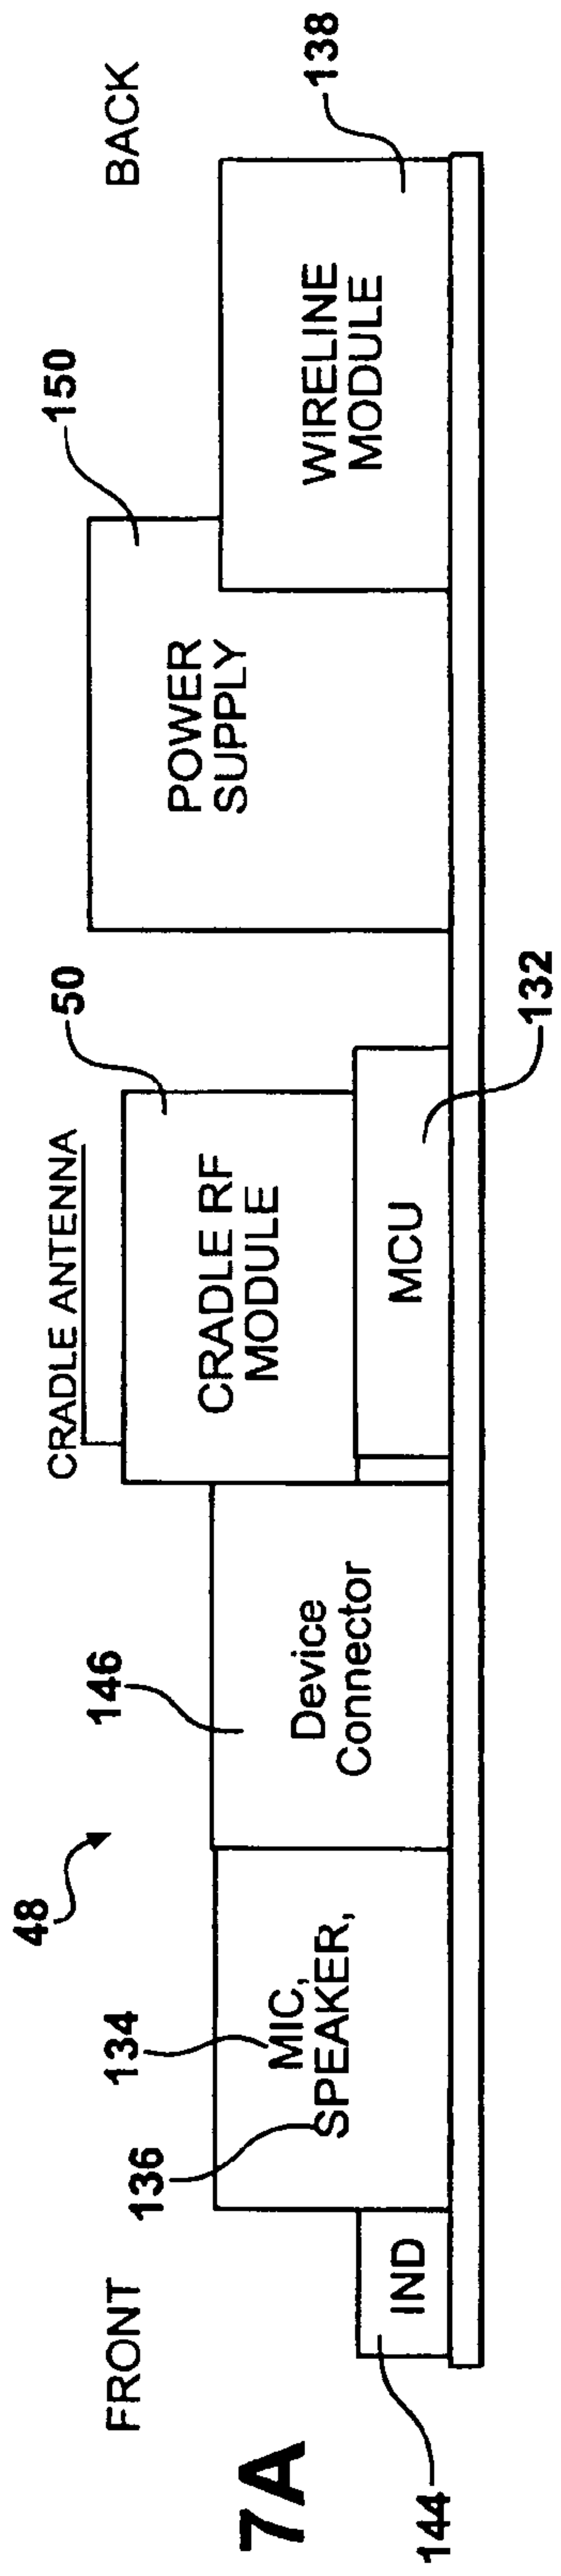 FRONT
BACK
48
CRADLE ANTENNA
50
150
138
136
134
146
MIC,
SPEAKER,
Device
Connector
CRADLE RF
MODULE
POWER
SUPPLY
WIRELINE
MODULE
IND
MCU
144
132
7A